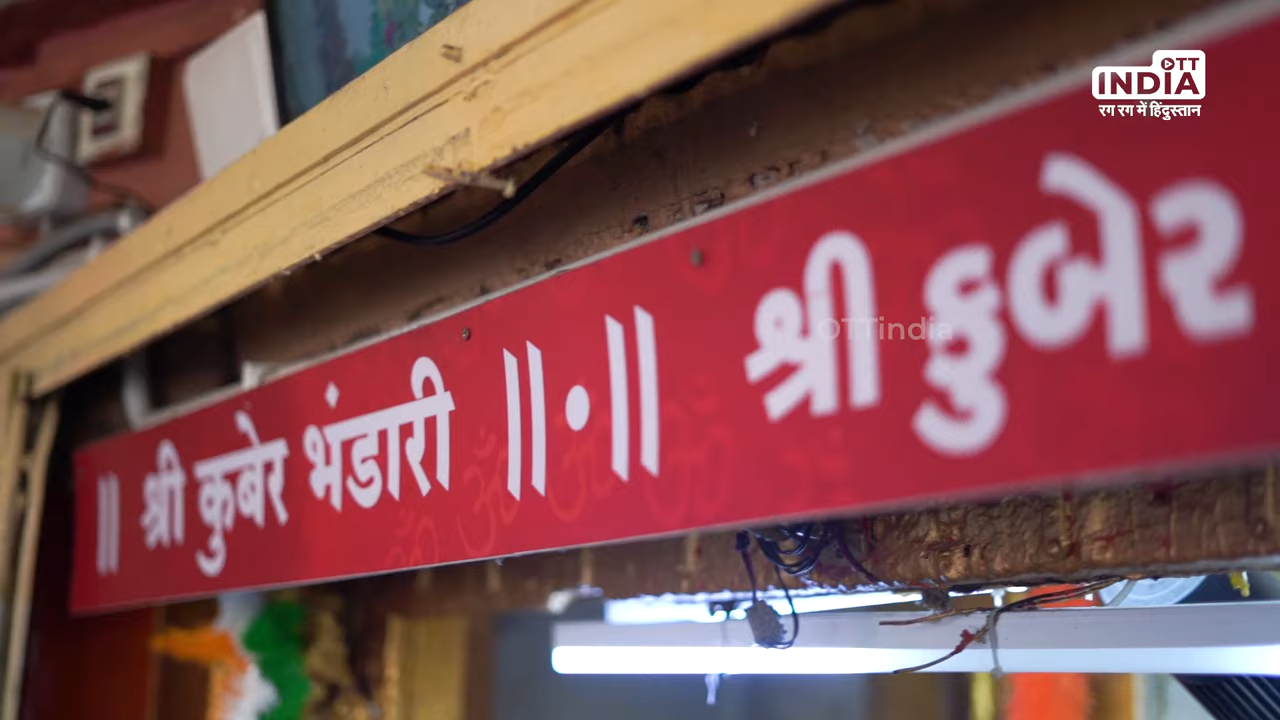 OTT
INDIA
रग रग में हिंदुस्तान
॥ श्री कुबेर भंडारी ॥•॥ શ્રી કુબેર
OTTindia